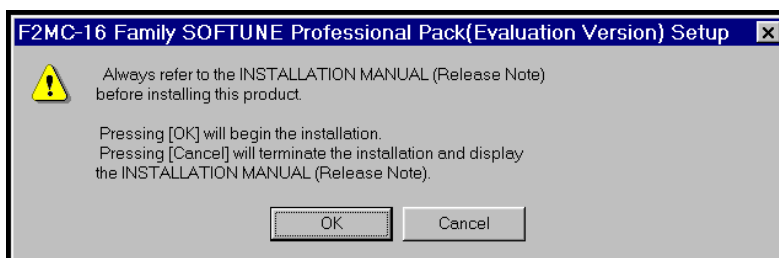 F2MC-16 Family SOFTUNE Professional Pack(Evaluation Version) Setup
Always refer to the INSTALLATION MANUAL (Release Note)
before installing this product.
Pressing [OK] will begin the installation.
Pressing [Cancel] will terminate the installation and display
the INSTALLATION MANUAL (Release Note).
OK
Cancel